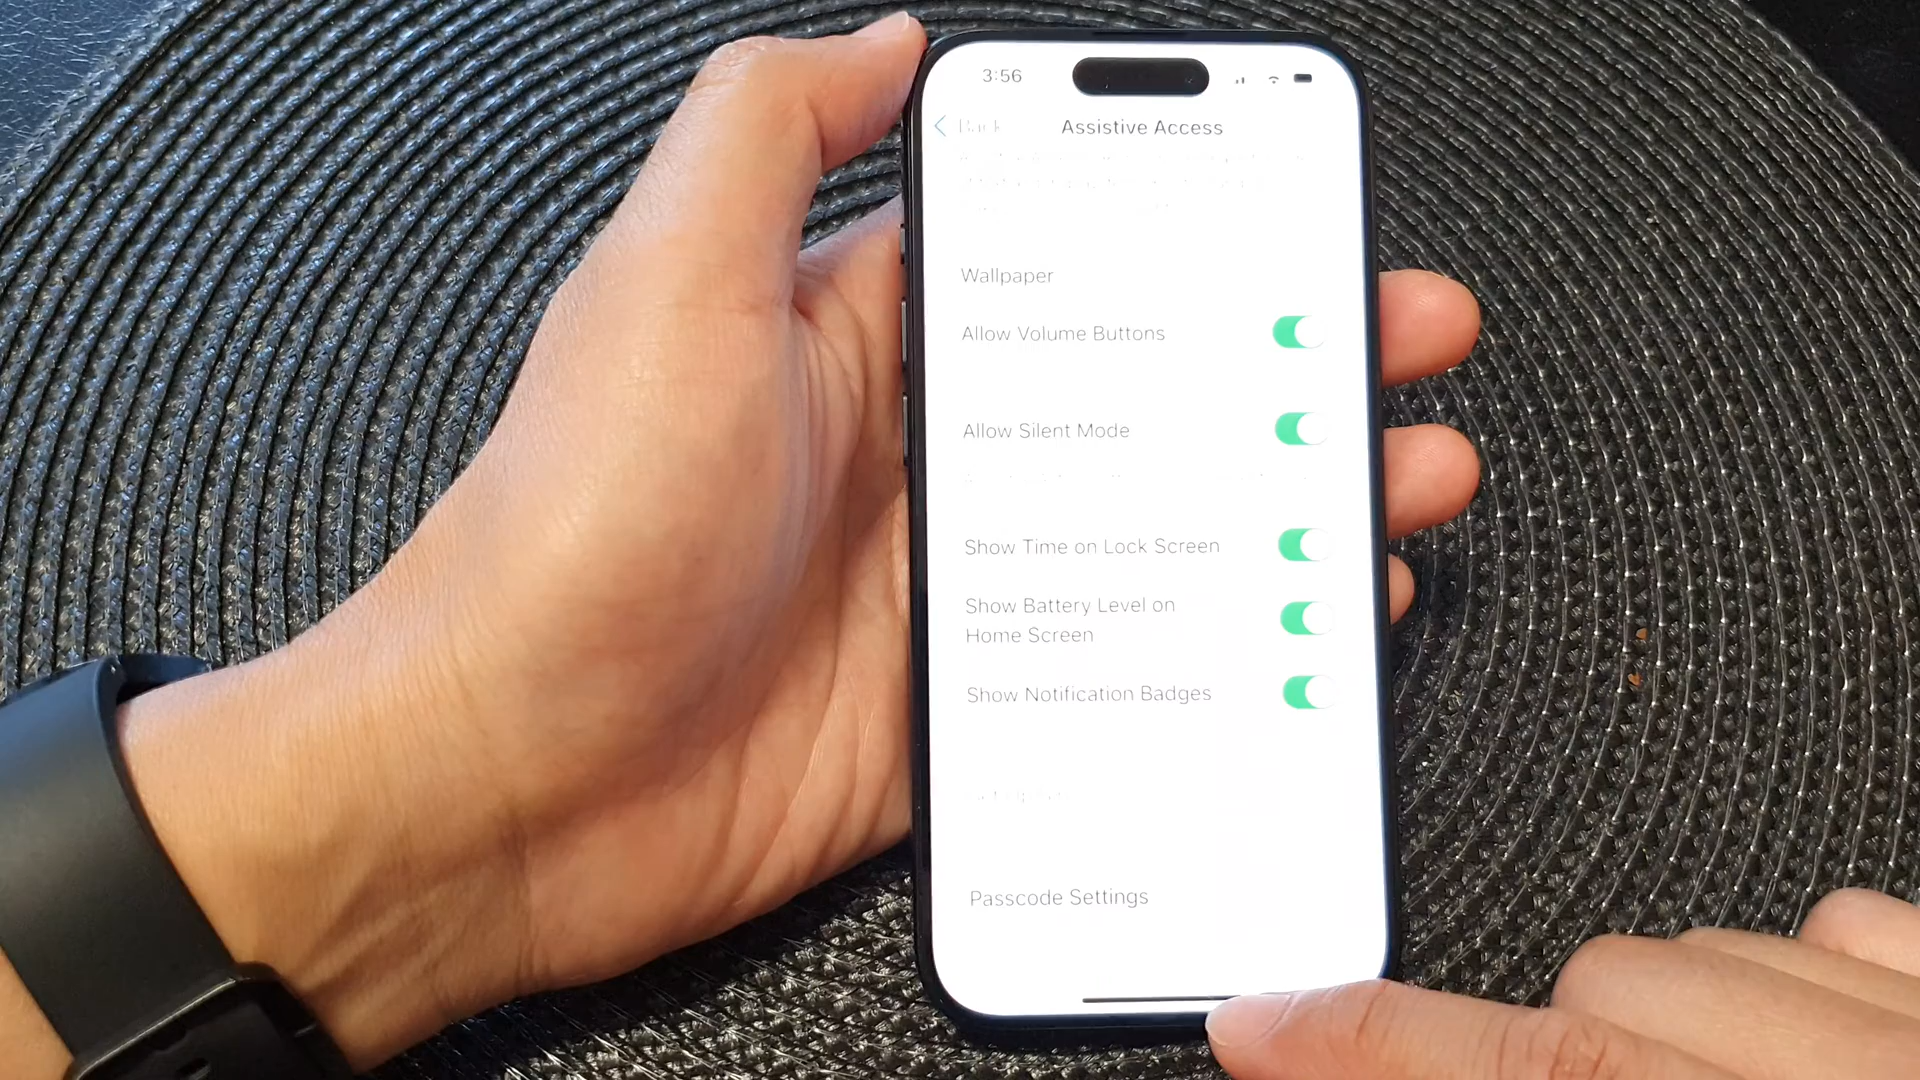 3:56
Back
Assistive Access
Wallpaper
Allow Volume Buttons
Allow Silent Mode
Show Time on Lock Screen
Show Battery Level on
Home Screen
Show Notification Badges
Passcode Settings